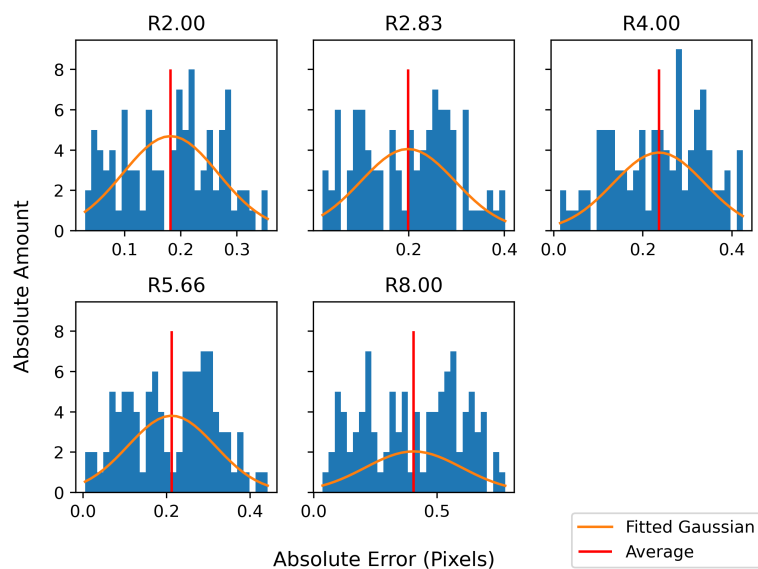 R2.00
R2.83
R4.00
8
6
4
2
0
0.1 0.2 0.3
0.2 0.4
0.0 0.2 0.4
R5.66
R8.00
8
6
4
2
0
0.0 0.2 0.4
0.0 0.5
Absolute Amount
Absolute Error (Pixels)
Fitted Gaussian
Average